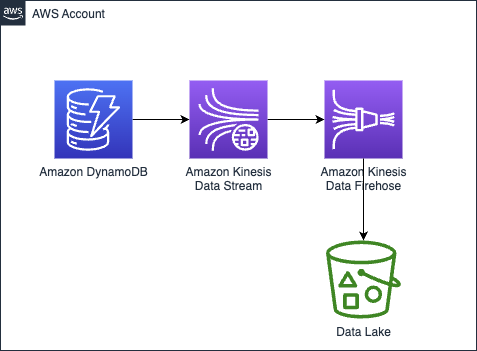 aws
AWS Account
Amazon DynamoDB
Amazon Kinesis
Data Stream
Amazon Kinesis
Data Firehose
Data Lake